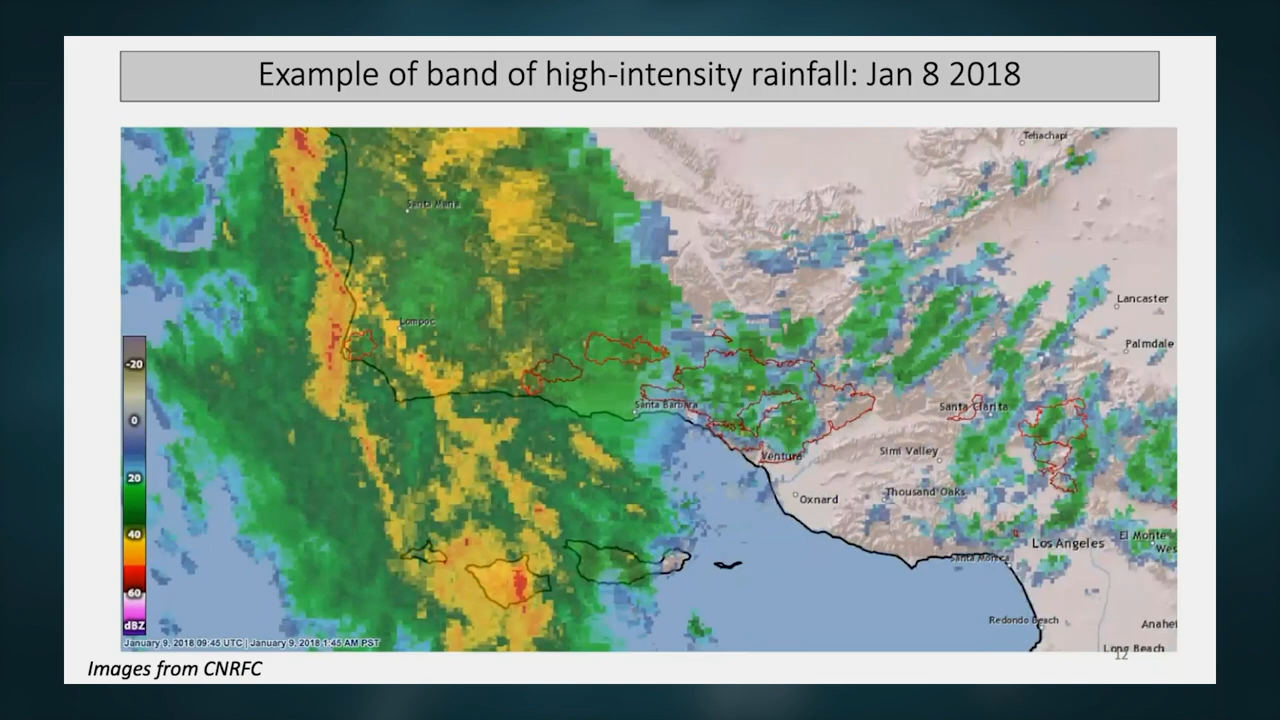 Example of band of high-intensity rainfall: Jan 8 2018
Tehachapi
Santa Maria
Lancaster
Lompoc
Palmdale
-20
0
20
40
60
dBZ
Santa Barbara
Santa Clarita
Ventura
Simi Valley
Oxnard
Thousand Oaks
Los Angeles
El Monte
Wes
Santa Monica
Redondo Beach
Anahei
Long Beach
January 9, 2018 09:45 UTC | January 9, 2018 1:45 AM PST
12
Images from CNRFC